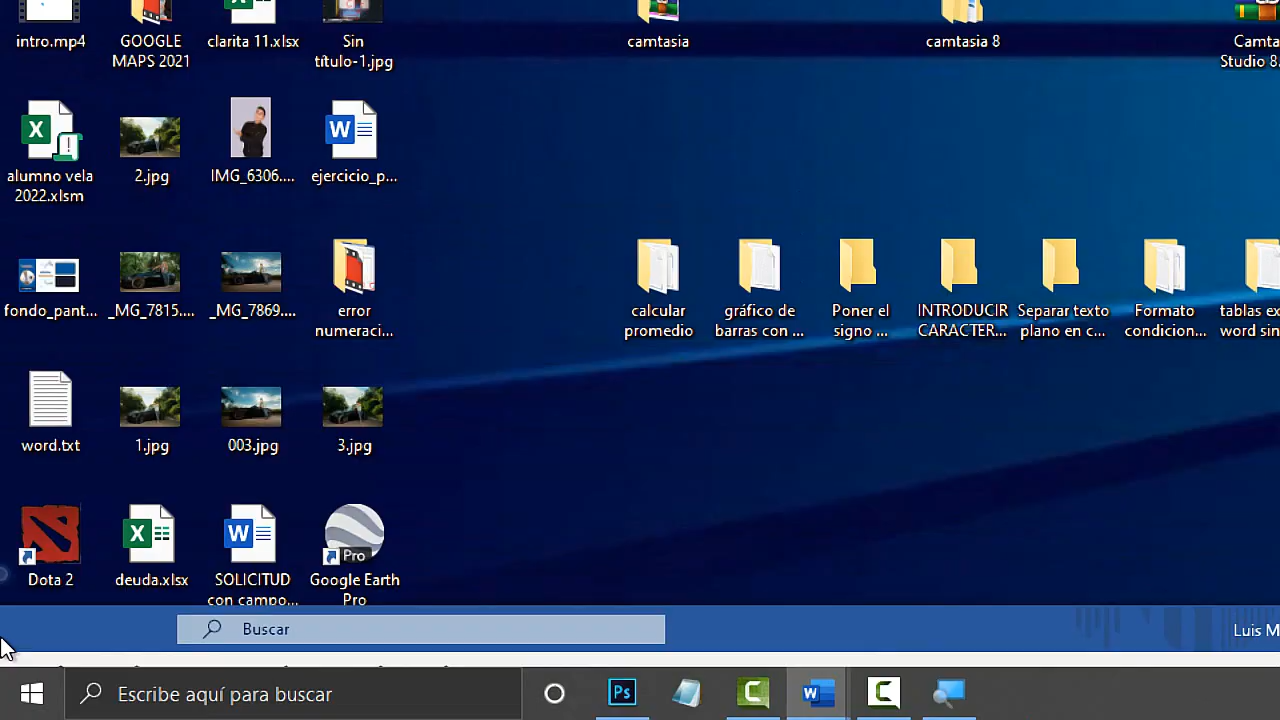 intro.mp4
GOOGLE
MAPS 2021
clarita 11.xlsx
Sin
título-1.jpg
camtasia
camtasia 8
Camta
Studio 8.
alumno vela
2022.xlsm
2.jpg
IMG_6306....
ejercicio_p...
fondo_pant...
_MG_7815....
_MG_7869....
error
numeraci...
calcular
promedio
gráfico de
barras con ...
Poner el
signo ...
INTRODUCIR
CARACTER...
Separar texto
plano en c...
Formato
condicion...
tablas ex
word sin
word.txt
1.jpg
003.jpg
3.jpg
Dota 2
deuda.xlsx
SOLICITUD
con campo...
Pro
Google Earth
Pro
Buscar
Luis M
Escribe aquí para buscar
Ps